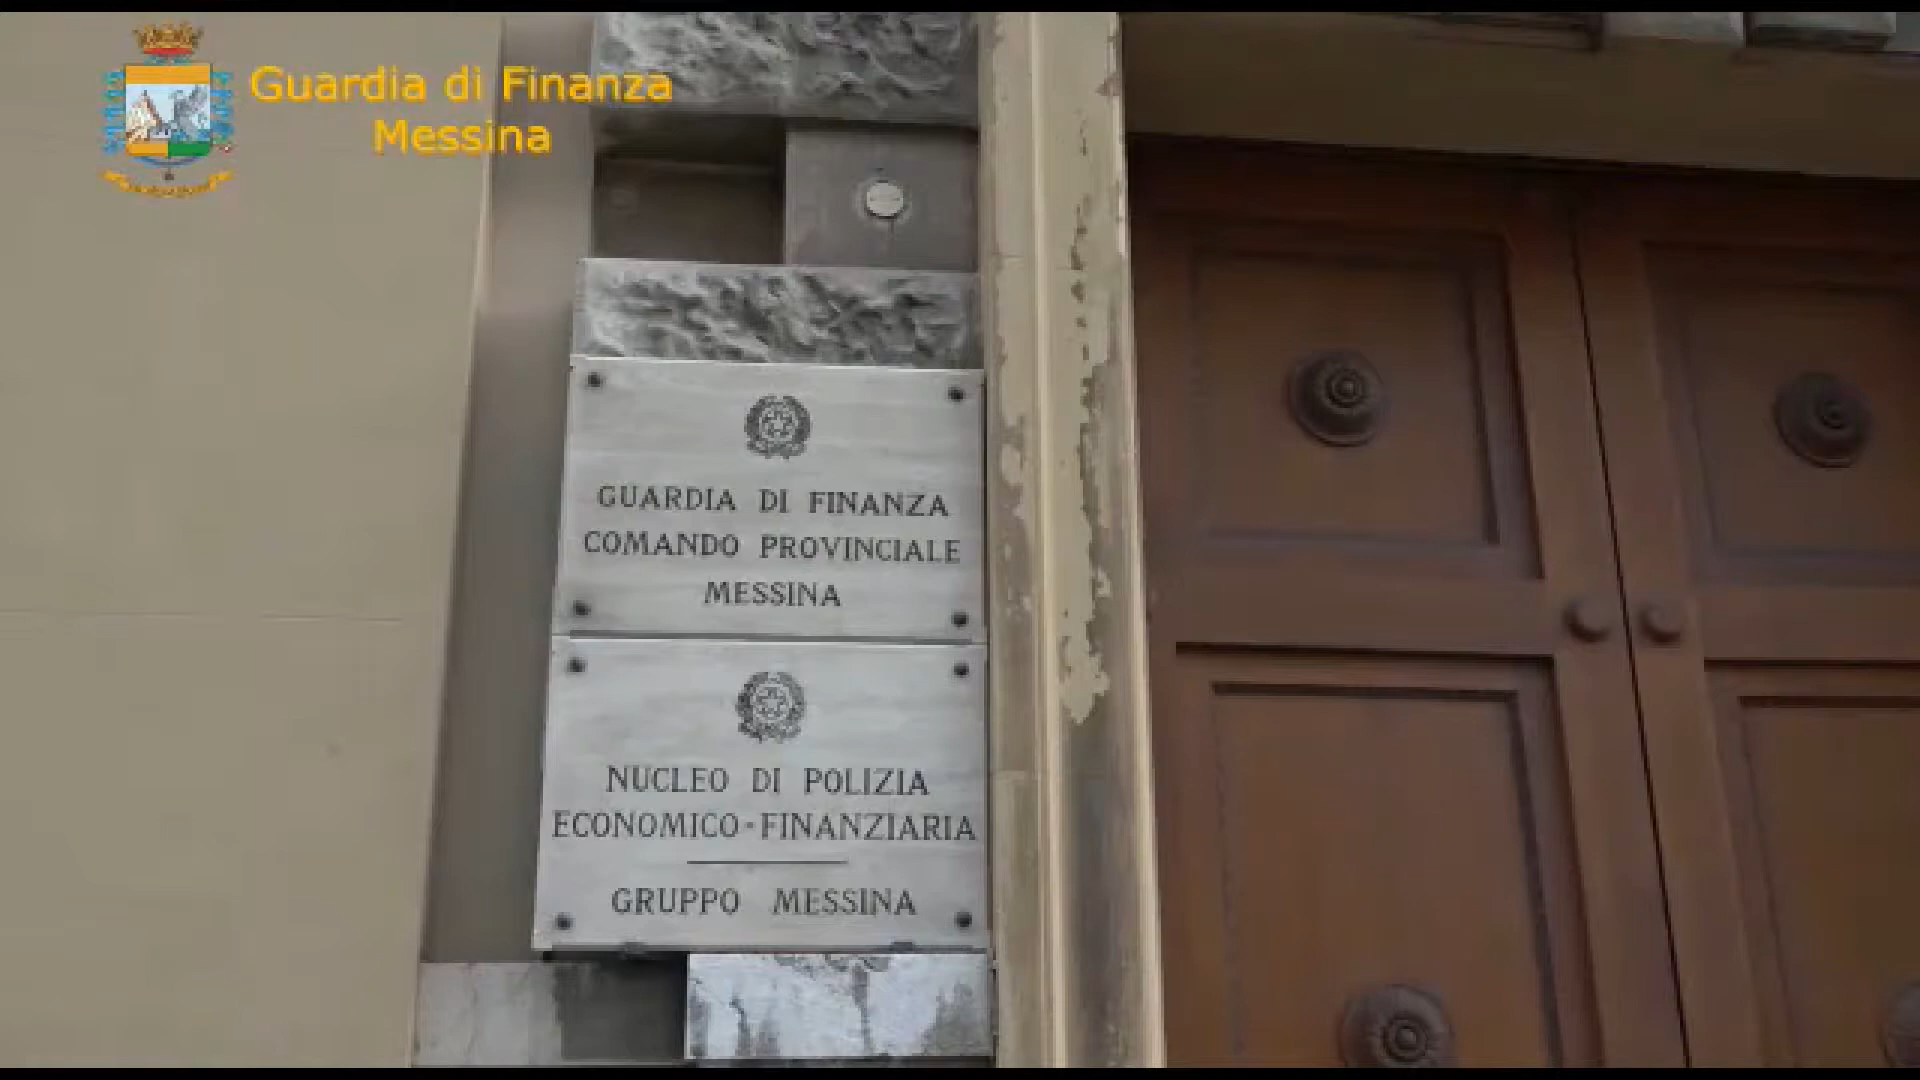 Guardia di Finanza
Messina
GUARDIA DI FINANZA
COMANDO PROVINCIALE
MESSINA
NUCLEO DI POLIZIA
ECONOMICO-FINANZIARIA
GRUPPO MESSINA